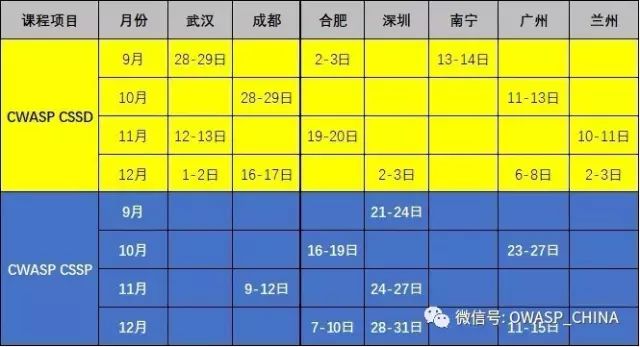 课程项目 月份 武汉 成都 合肥 深圳 南宁 广州 兰州
CWASP CSSD
9月 28-29日 2-3日 13-14日
10月 28-29日 11-13日
11月 12-13日 19-20日 10-11日
12月 1-2日 16-17日 2-3日 6-8日 2-3日
CWASP CSSP
9月 21-24日
10月 16-19日 23-27日
11月 9-12日 24-27日
12月 7-10日 28-31日 11-15日
微信号: OWASP_CHINA